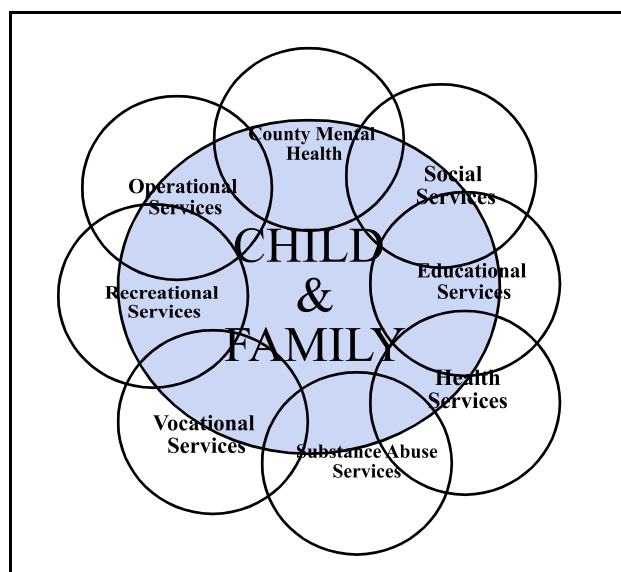 County Mental
Health
Social
Services
Operational
Services
CHILD
&
FAMILY
Educational
Services
Recreational
Services
Health
Services
Vocational
Services
Substance Abuse
Services